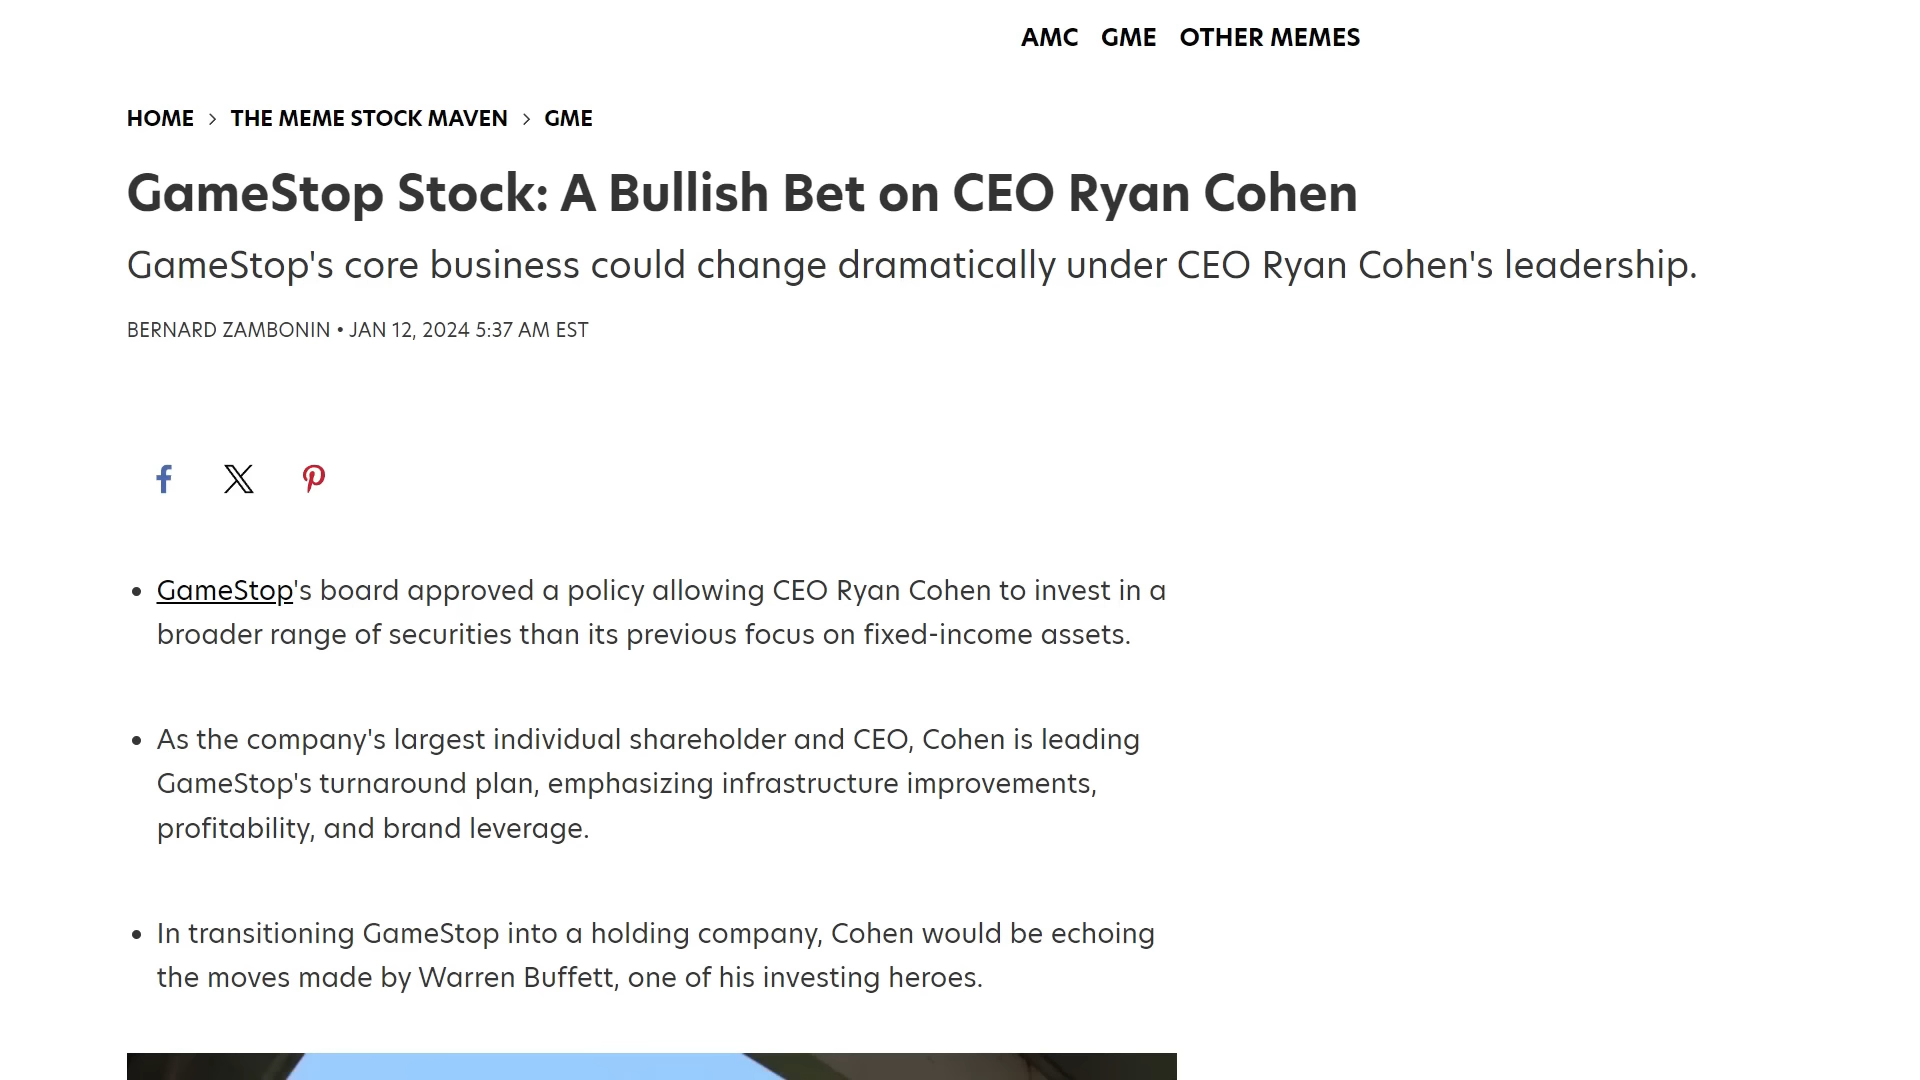 AMC GME OTHER MEMES
HOME > THE MEME STOCK MAVEN > GME
GameStop Stock: A Bullish Bet on CEO Ryan Cohen
GameStop's core business could change dramatically under CEO Ryan Cohen's leadership.
BERNARD ZAMBONIN • JAN 12, 2024 5:37 AM EST
• GameStop's board approved a policy allowing CEO Ryan Cohen to invest in a
broader range of securities than its previous focus on fixed-income assets.
• As the company's largest individual shareholder and CEO, Cohen is leading
GameStop's turnaround plan, emphasizing infrastructure improvements,
profitability, and brand leverage.
• In transitioning GameStop into a holding company, Cohen would be echoing
the moves made by Warren Buffett, one of his investing heroes.